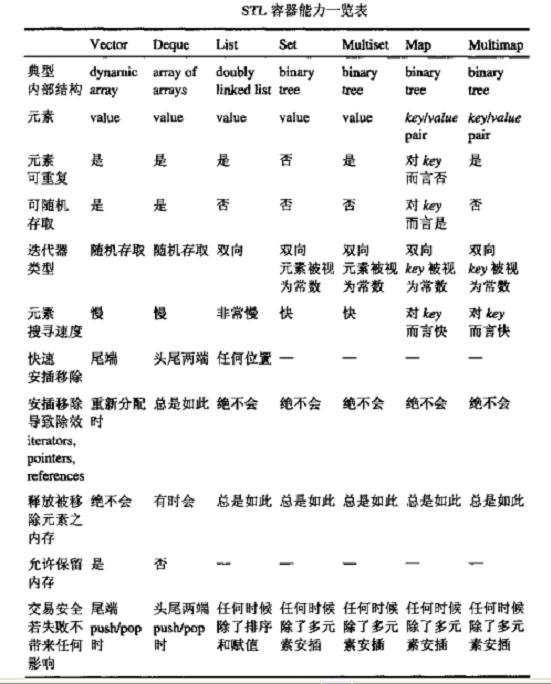 STL 容器能力一览表
Vector Deque List Set Multiset Map Multimap
典型 dynamic array of doubly binary binary binary binary
内部结构 array arrays linked list tree tree tree tree
元素 value value value value value key/value key/value
pair pair
元素 是 是 是 否 是 对 key 是
可重复 而言否
可随机 是 是 否 否 否 对 key 否
存取 而言是
迭代器 随机存取 随机存取 双向 双向 双向 双向 双向
类型 元素被视 元素被视 key 被视 key 被视
为常数 为常数 为常数 为常数
元素 慢 慢 非常慢 快 快 对 key 对 key
搜寻速度 而言快 而言快
快速 尾端 头尾两端 任何位置 — — — —
安插移除
安插移除 重新分配 总是如此 绝不会 绝不会 绝不会 绝不会 绝不会
导致除效 时
iterators,
pointers,
references
释放被移 绝不会 有时会 总是如此 总是如此 总是如此 总是如此 总是如此
除元素之
内存
允许保留 是 否 — — — — —
内存
交易安全 尾端 头尾两端 任何时候 任何时候 任何时候 任何时候 任何时候
若失败不 push/pop push/pop 除了排序 除了多元 除了多元 除了多元 除了多元
带来任何 时 时 和赋值 素安插 素安插 素安插 素安插
影响